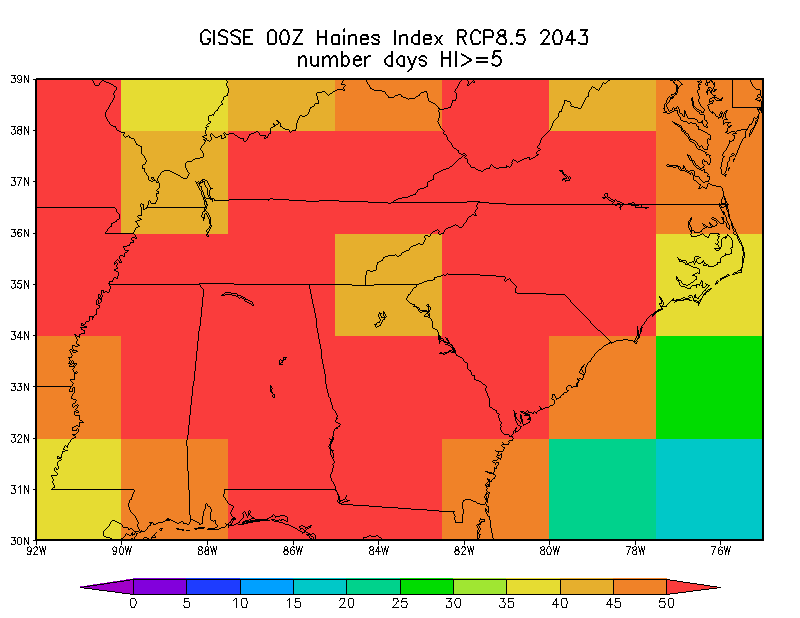 GISSE 00Z Haines Index RCP8.5 2043
number days HI>=5
39N
38N
37N
36N
35N
34N
33N
32N
31N
30N
92W 90W 88W 86W 84W 82W 80W 78W 76W
0 5 10 15 20 25 30 35 40 45 50